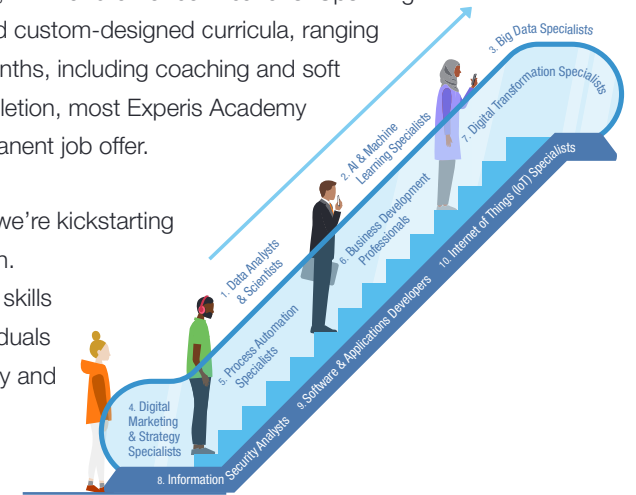 d custom-designed curricula, ranging
nths, including coaching and soft
letion, most Experis Academy
anent job offer.
we're kickstarting
n.
skills
duals
y and
1. Data Analysts
& Scientists
2. AI & Machine
Learning Specialists
3. Big Data Specialists
4. Digital
Marketing
& Strategy
Specialists
5. Process Automation
Specialists
6. Business Development
Professionals
7. Digital Transformation Specialists
8. Information Security Analysts
9. Software & Applications Developers
10. Internet of Things (IoT) Specialists